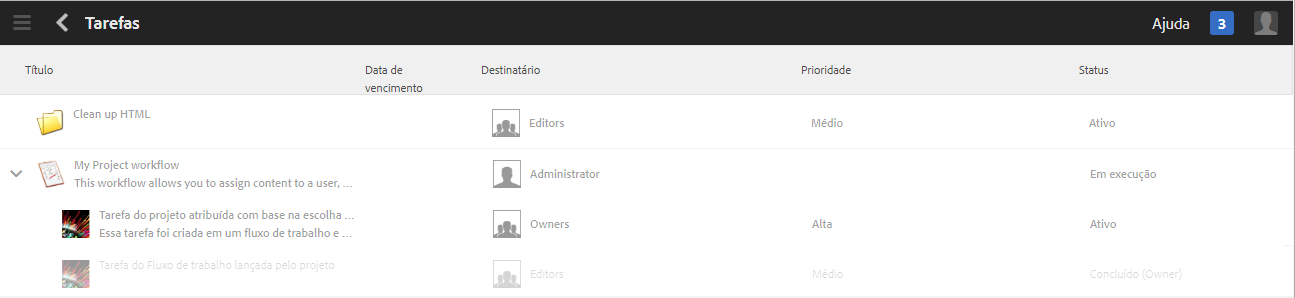 Tarefas Ajuda 3
Título Data de vencimento Destinatário Prioridade Status
Clean up HTML Editors Médio Ativo
My Project workflow
This workflow allows you to assign content to a user, ... Administrator Em execução
Tarefa do projeto atribuída com base na escolha ...
Essa tarefa foi criada em um fluxo de trabalho e ... Owners Alta Ativo
Tarefa do Fluxo de trabalho lançada pelo projeto Editors Médio Concluído (Owner)